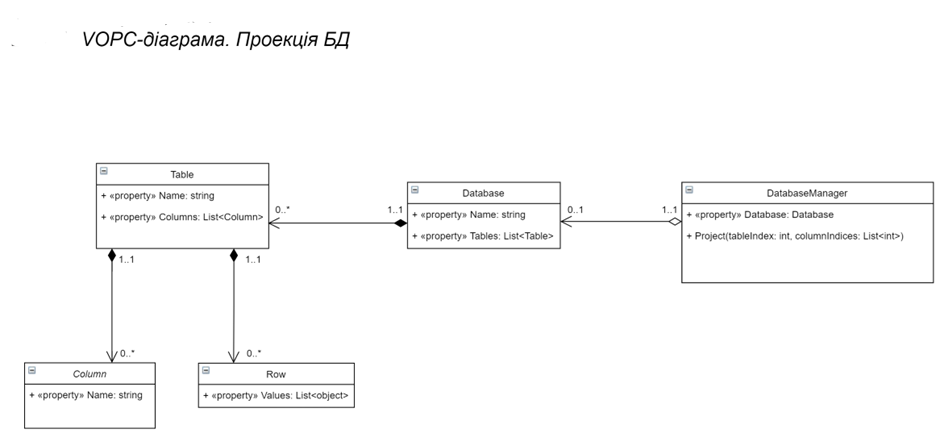 VOPC-діаграма. Проекція БД
Table
+ «property» Name: string
+ «property» Columns: List<Column>
0..*
1..1
Database
+ «property» Name: string
+ «property» Tables: List<Table>
0..1
1..1
DatabaseManager
+ «property» Database: Database
+ Project(tableIndex: int, columnIndices: List<int>)
1..1
1..1
0..*
0..*
Column
+ «property» Name: string
Row
+ «property» Values: List<object>